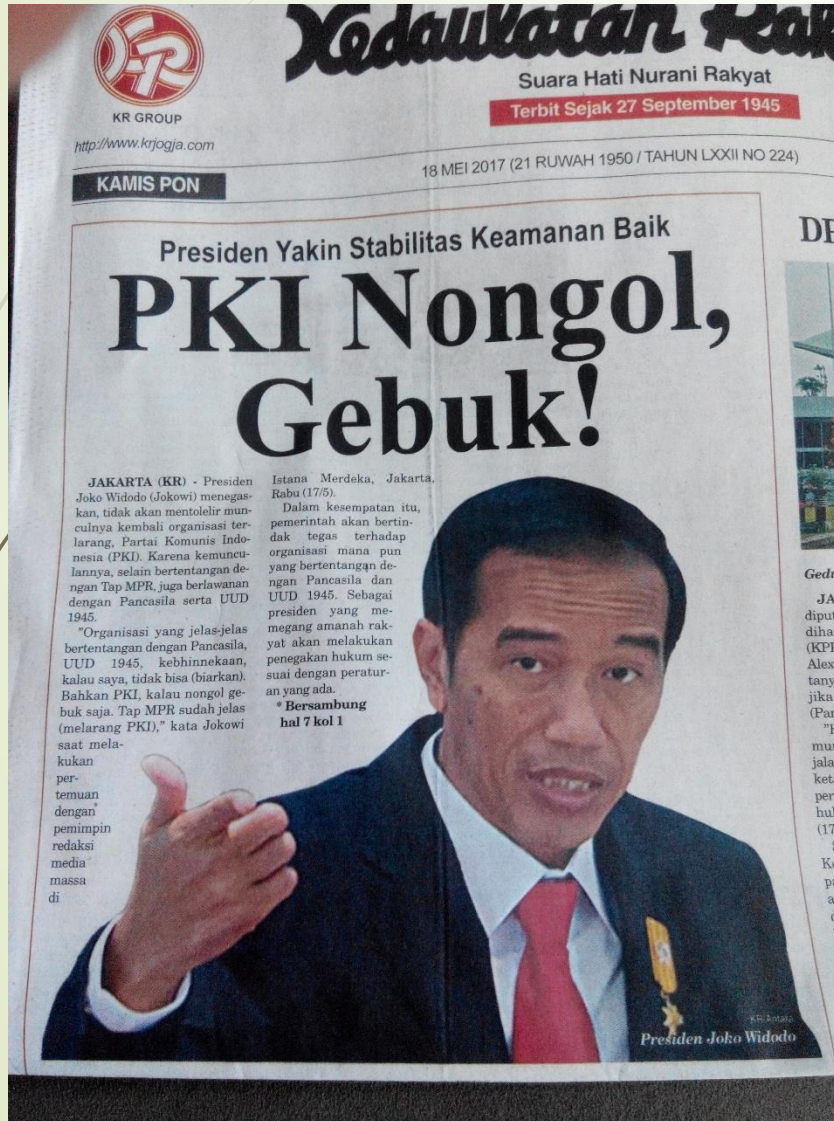 Kedaulatan
KR GROUP
Suara Hati Nurani Rakyat
Terbit Sejak 27 September 1945
http://www.krjogja.com
18 MEI 2017 (21 RUWAH 1950 / TAHUN LXXII NO 224)
KAMIS PON
Presiden Yakin Stabilitas Keamanan Baik
PKI Nongol,
Gebuk!
JAKARTA (KR) - Presiden
Joko Widodo (Jokowi) menegas-
kan, tidak akan mentolelir mun-
culnya kembali organisasi ter-
larang, Partai Komunis Indo-
nesia (PKI). Karena kemuncu-
lannya, selain bertentangan de-
ngan Tap MPR, juga berlawanan
dengan Pancasila serta UUD
1945.
"Organisasi yang jelas-jelas
bertentangan dengan Pancasila,
UUD 1945, kebhinnekaan,
kalau saya, tidak bisa (biarkan).
Bahkan PKI, kalau nongol ge-
buk saja. Tap MPR sudah jelas
(melarang PKI)," kata Jokowi
saat mela-
kukan
per-
temuan
dengan
pemimpin
redaksi
media
massa
di
Istana Merdeka, Jakarta,
Rabu (17/5).
Dalam kesempatan itu,
pemerintah akan bertin-
dak tegas terhadap
organisasi mana pun
yang bertentangan de-
ngan Pancasila dan
UUD 1945. Sebagai
presiden yang me-
megang amanah rak-
yat akan melakukan
penegakan hukum se-
suai dengan peratur-
an yang ada.
* Bersambung
hal 7 kol 1
KR-Antara
Presiden Joko Widodo